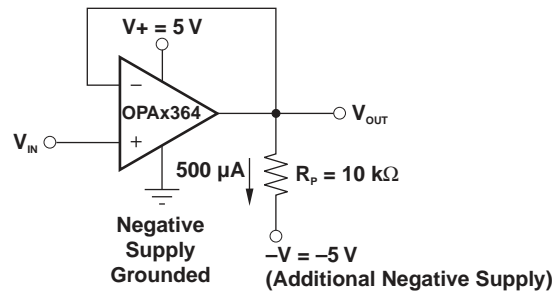 V+ = 5 V
−
OPAx364
V_IN
+
V_OUT
500 µA
R_P = 10 kΩ
Negative
Supply
Grounded
–V = –5 V
(Additional Negative Supply)